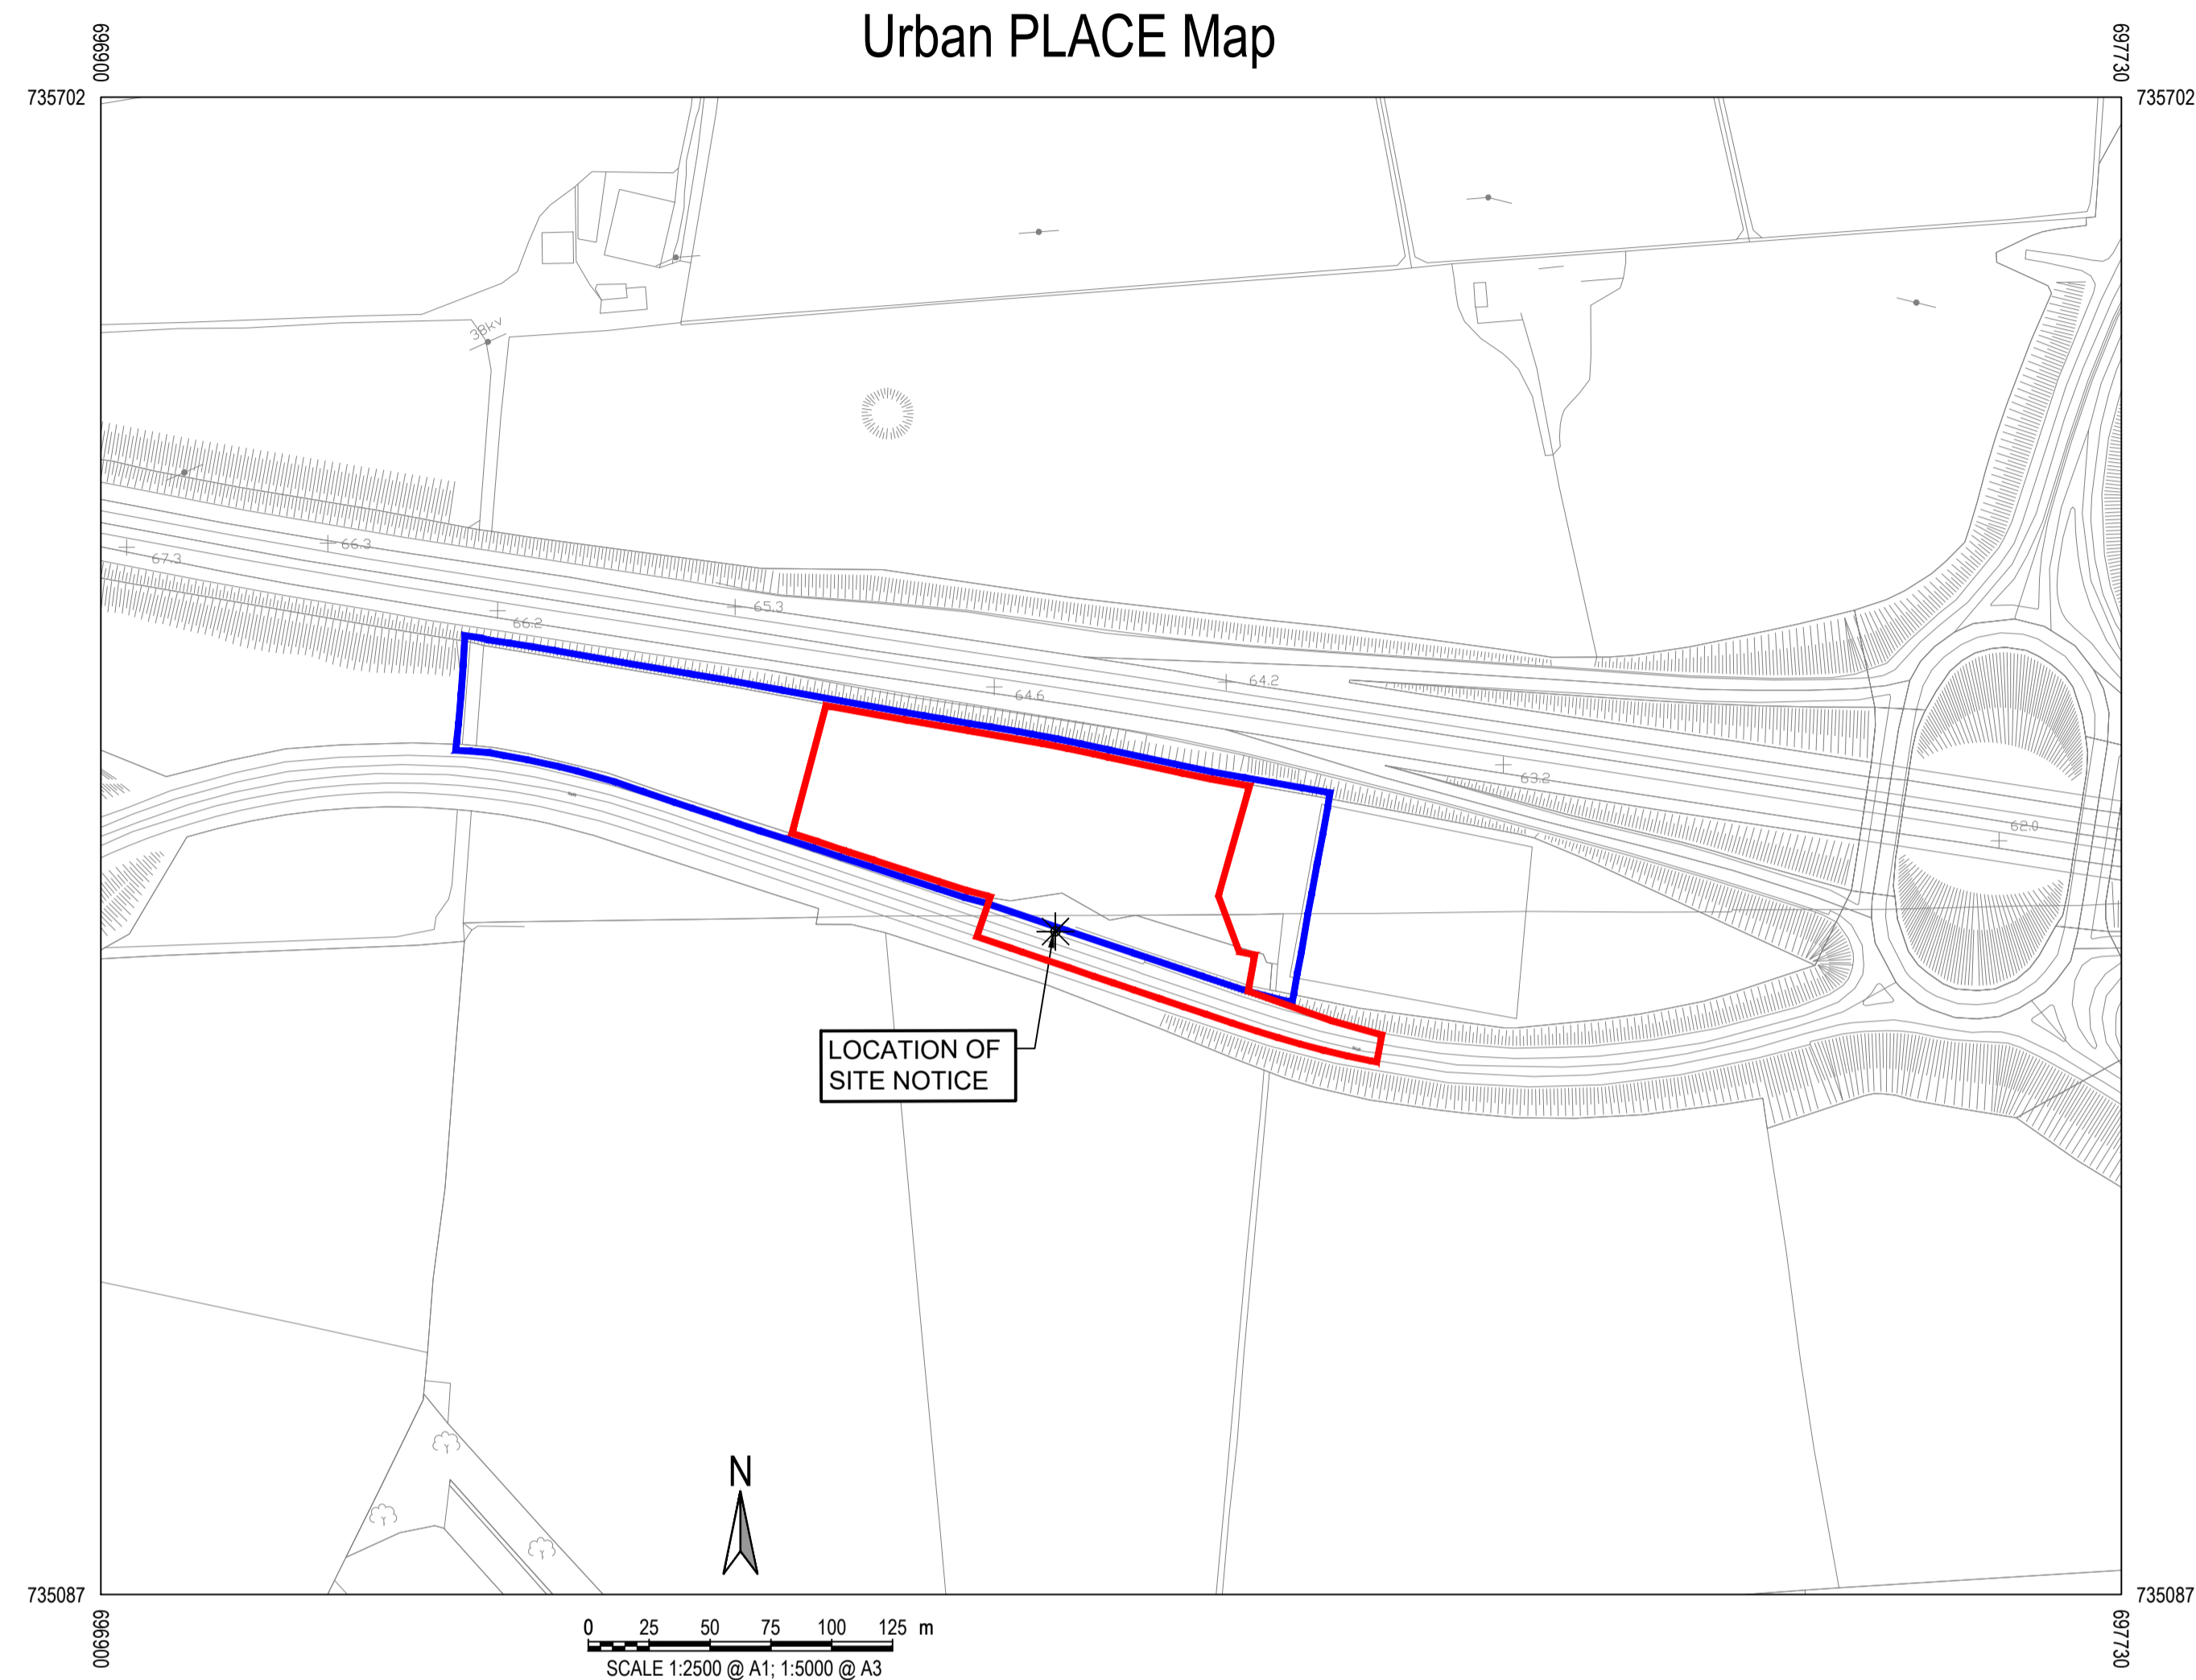 Urban PLACE Map
696900
697730
735702
735702
38kv
66.3
67.3
65.3
66.2
64.2
64.6
63.2
62.0
LOCATION OF
SITE NOTICE
N
735087
735087
696900
697730
0 25 50 75 100 125 m
SCALE 1:2500 @ A1; 1:5000 @ A3